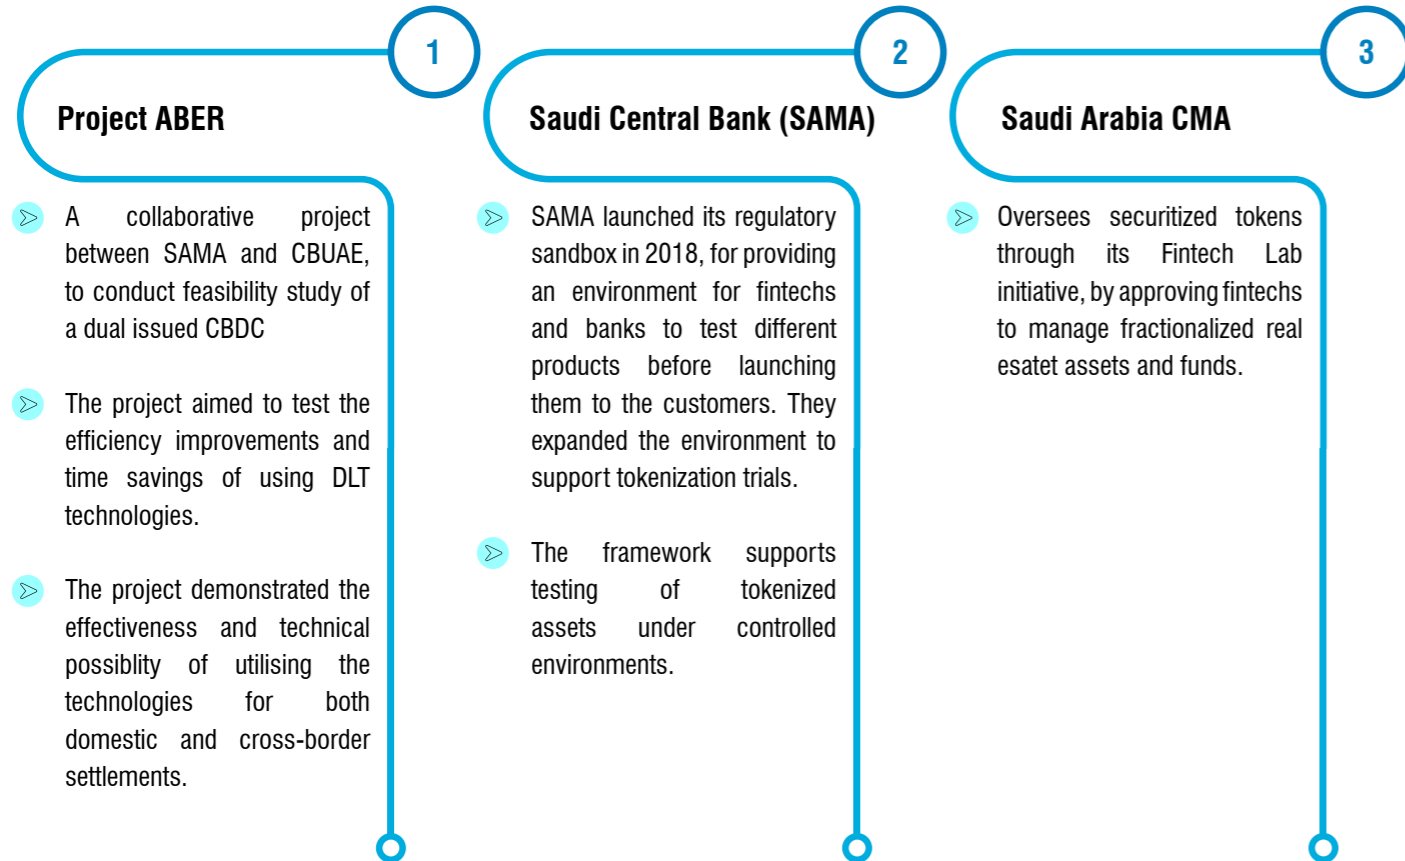 1
Project ABER
A collaborative project
between SAMA and CBUAE,
to conduct feasibility study of
a dual issued CBDC
The project aimed to test the
efficiency improvements and
time savings of using DLT
technologies.
The project demonstrated the
effectiveness and technical
possiblity of utilising the
technologies for both
domestic and cross-border
settlements.
2
Saudi Central Bank (SAMA)
SAMA launched its regulatory
sandbox in 2018, for providing
an environment for fintechs
and banks to test different
products before launching
them to the customers. They
expanded the environment to
support tokenization trials.
The framework supports
testing of tokenized
assets under controlled
environments.
3
Saudi Arabia CMA
Oversees securitized tokens
through its Fintech Lab
initiative, by approving fintechs
to manage fractionalized real
esatet assets and funds.